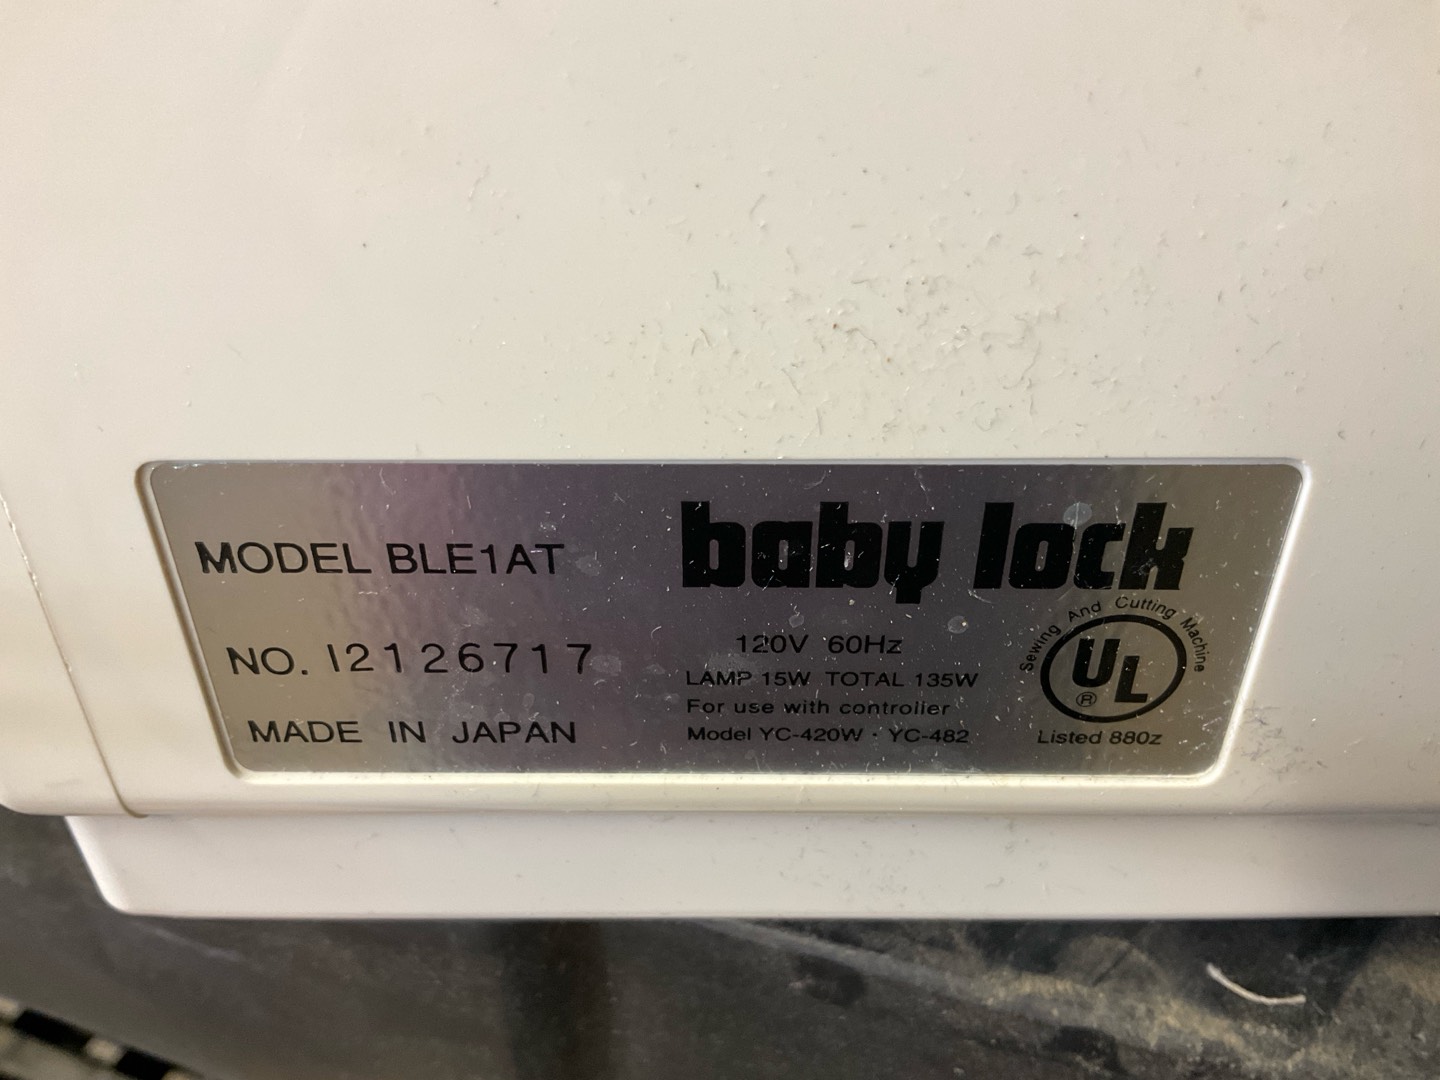 MODEL BLE1AT
NO. I2126717
MADE IN JAPAN
baby lock
120V 60Hz
LAMP 15W TOTAL 135W
For use with controller
Model YC-420W · YC-482
Sewing And Cutting Machine
UL
®
Listed 880z